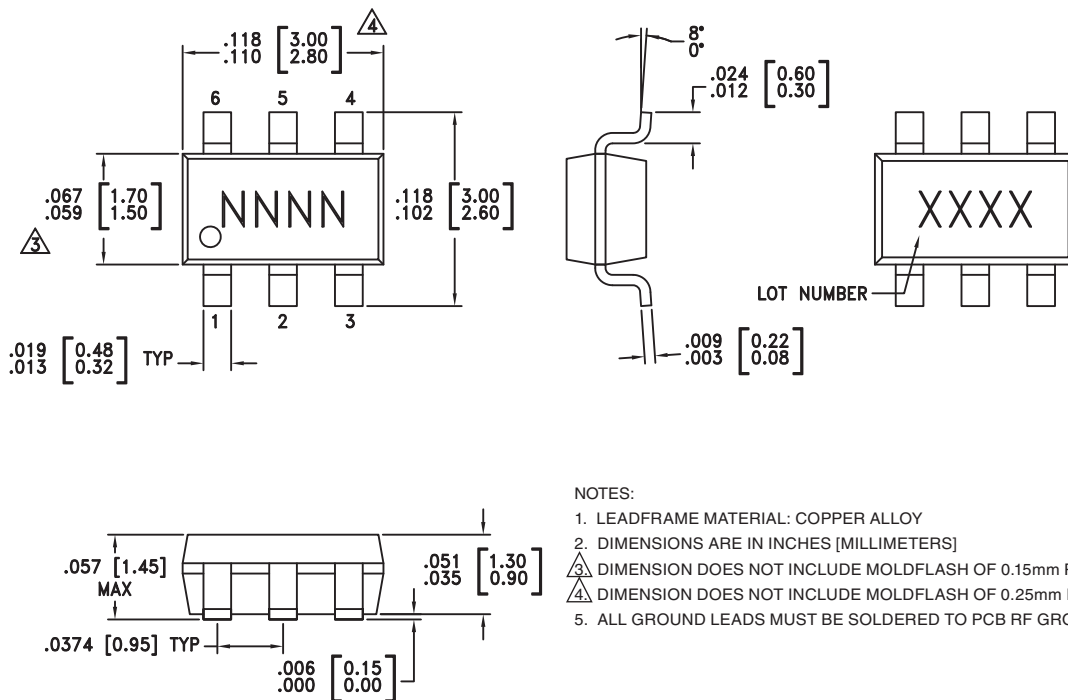 .118 [3.00]
.110 [2.80]
4
6 5 4
.067 [1.70]
.059 [1.50]
3
NNNN
.118 [3.00]
.102 [2.60]
1 2 3
.019 [0.48] TYP
.013 [0.32]
8°
0°
.024 [0.60]
.012 [0.30]
.009 [0.22]
.003 [0.08]
XXXX
LOT NUMBER
.057 [1.45]
MAX
.051 [1.30]
.035 [0.90]
.0374 [0.95] TYP
.006 [0.15]
.000 [0.00]
NOTES:
1. LEADFRAME MATERIAL: COPPER ALLOY
2. DIMENSIONS ARE IN INCHES [MILLIMETERS]
3. DIMENSION DOES NOT INCLUDE MOLDFLASH OF 0.15mm
4. DIMENSION DOES NOT INCLUDE MOLDFLASH OF 0.25mm
5. ALL GROUND LEADS MUST BE SOLDERED TO PCB RF